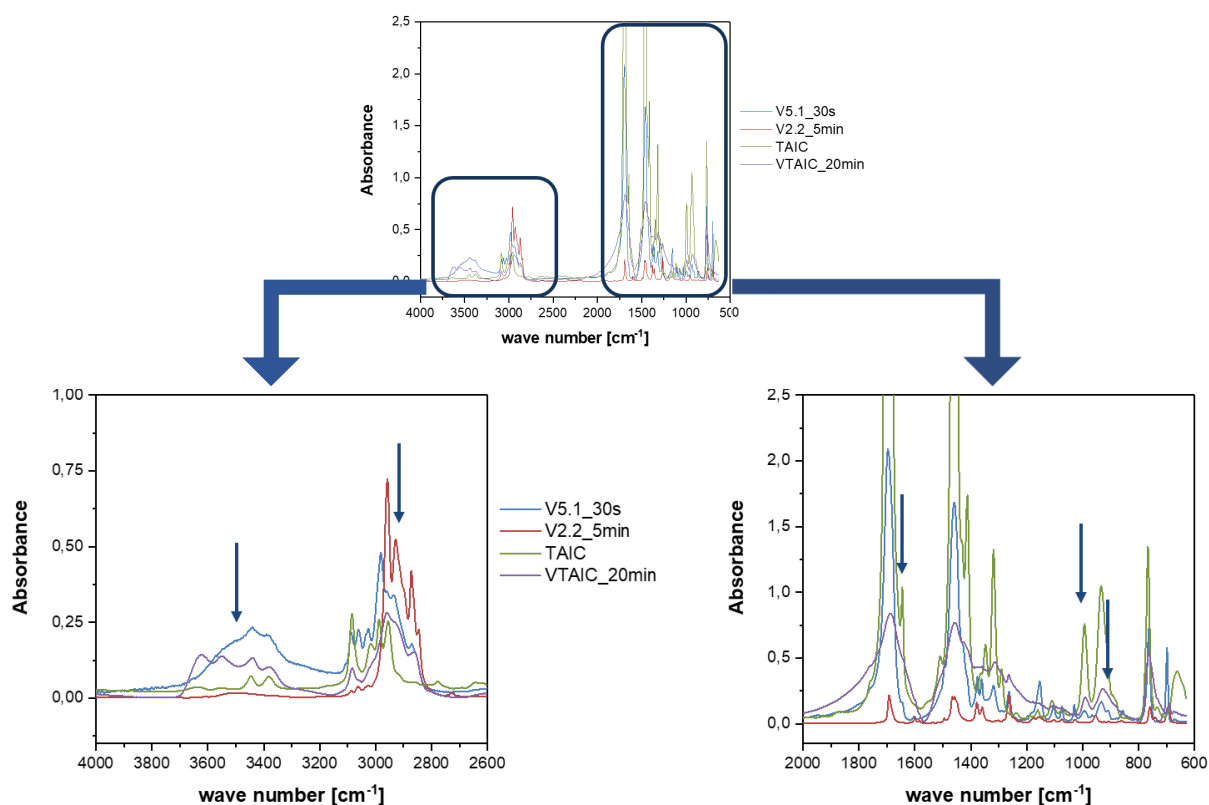 2,5
2,0
1,5
1,0
0,5
0,0
Absorbance
4000 3500 3000 2500 2000 1500 1000 500
wave number [cm-1]
V5.1_30s
V2.2_5min
TAIC
VTAIC_20min
1,00
0,75
0,50
0,25
0,00
Absorbance
4000 3800 3600 3400 3200 3000 2800 2600
wave number [cm-1]
V5.1_30s
V2.2_5min
TAIC
VTAIC_20min
2,5
2,0
1,5
1,0
0,5
0,0
Absorbance
2000 1800 1600 1400 1200 1000 800 600
wave number [cm-1]